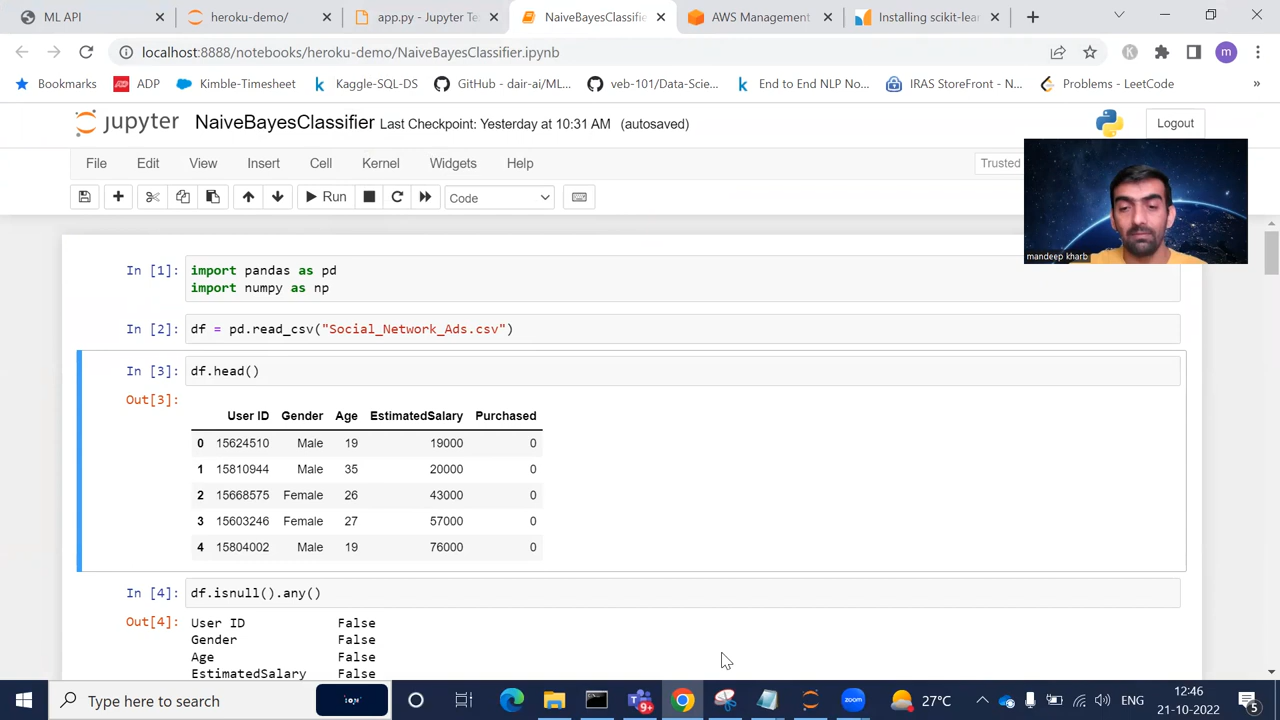 ML API
heroku-demo/
app.py - Jupyter Te
NaiveBayesClassifie
AWS Management
Installing scikit-lear
localhost:8888/notebooks/heroku-demo/NaiveBayesClassifier.ipynb
K
m
Bookmarks
ADP
Kimble-Timesheet
Kaggle-SQL-DS
GitHub - dair-ai/ML...
veb-101/Data-Scie...
End to End NLP No...
IRAS StoreFront - N...
Problems - LeetCode
»
jupyter NaiveBayesClassifier Last Checkpoint: Yesterday at 10:31 AM (autosaved)
Logout
File Edit View Insert Cell Kernel Widgets Help
Trusted
Run
Code
mandeep kharb
In [1]: import pandas as pd
import numpy as np
In [2]: df = pd.read_csv("Social_Network_Ads.csv")
In [3]: df.head()
Out[3]:
User ID Gender Age EstimatedSalary Purchased
0 15624510 Male 19 19000 0
1 15810944 Male 35 20000 0
2 15668575 Female 26 43000 0
3 15603246 Female 27 57000 0
4 15804002 Male 19 76000 0
In [4]: df.isnull().any()
Out[4]: User ID False
Gender False
Age False
EstimatedSalary False
Type here to search
9+
zoom
27°C
ENG
12:46
21-10-2022
5